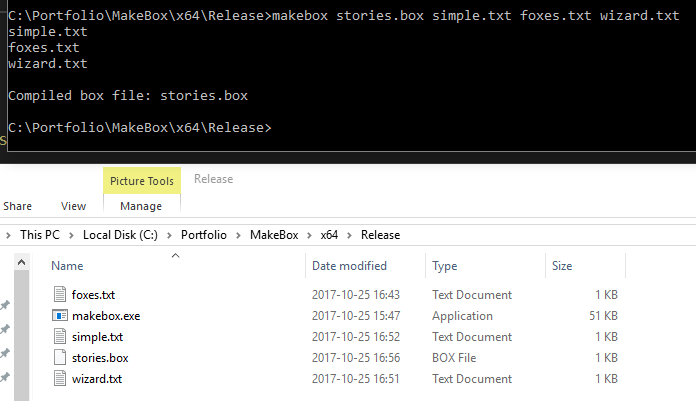 C:\Portfolio\MakeBox\x64\Release>makebox stories.box simple.txt foxes.txt wizard.txt
simple.txt
foxes.txt
wizard.txt
Compiled box file: stories.box
C:\Portfolio\MakeBox\x64\Release>
S
Picture Tools Release
Share View Manage
This PC Local Disk (C:) Portfolio MakeBox x64 Release
Name Date modified Type Size
foxes.txt 2017-10-25 16:43 Text Document 1 KB
makebox.exe 2017-10-25 15:47 Application 51 KB
simple.txt 2017-10-25 16:52 Text Document 1 KB
stories.box 2017-10-25 16:56 BOX File 1 KB
wizard.txt 2017-10-25 16:51 Text Document 1 KB